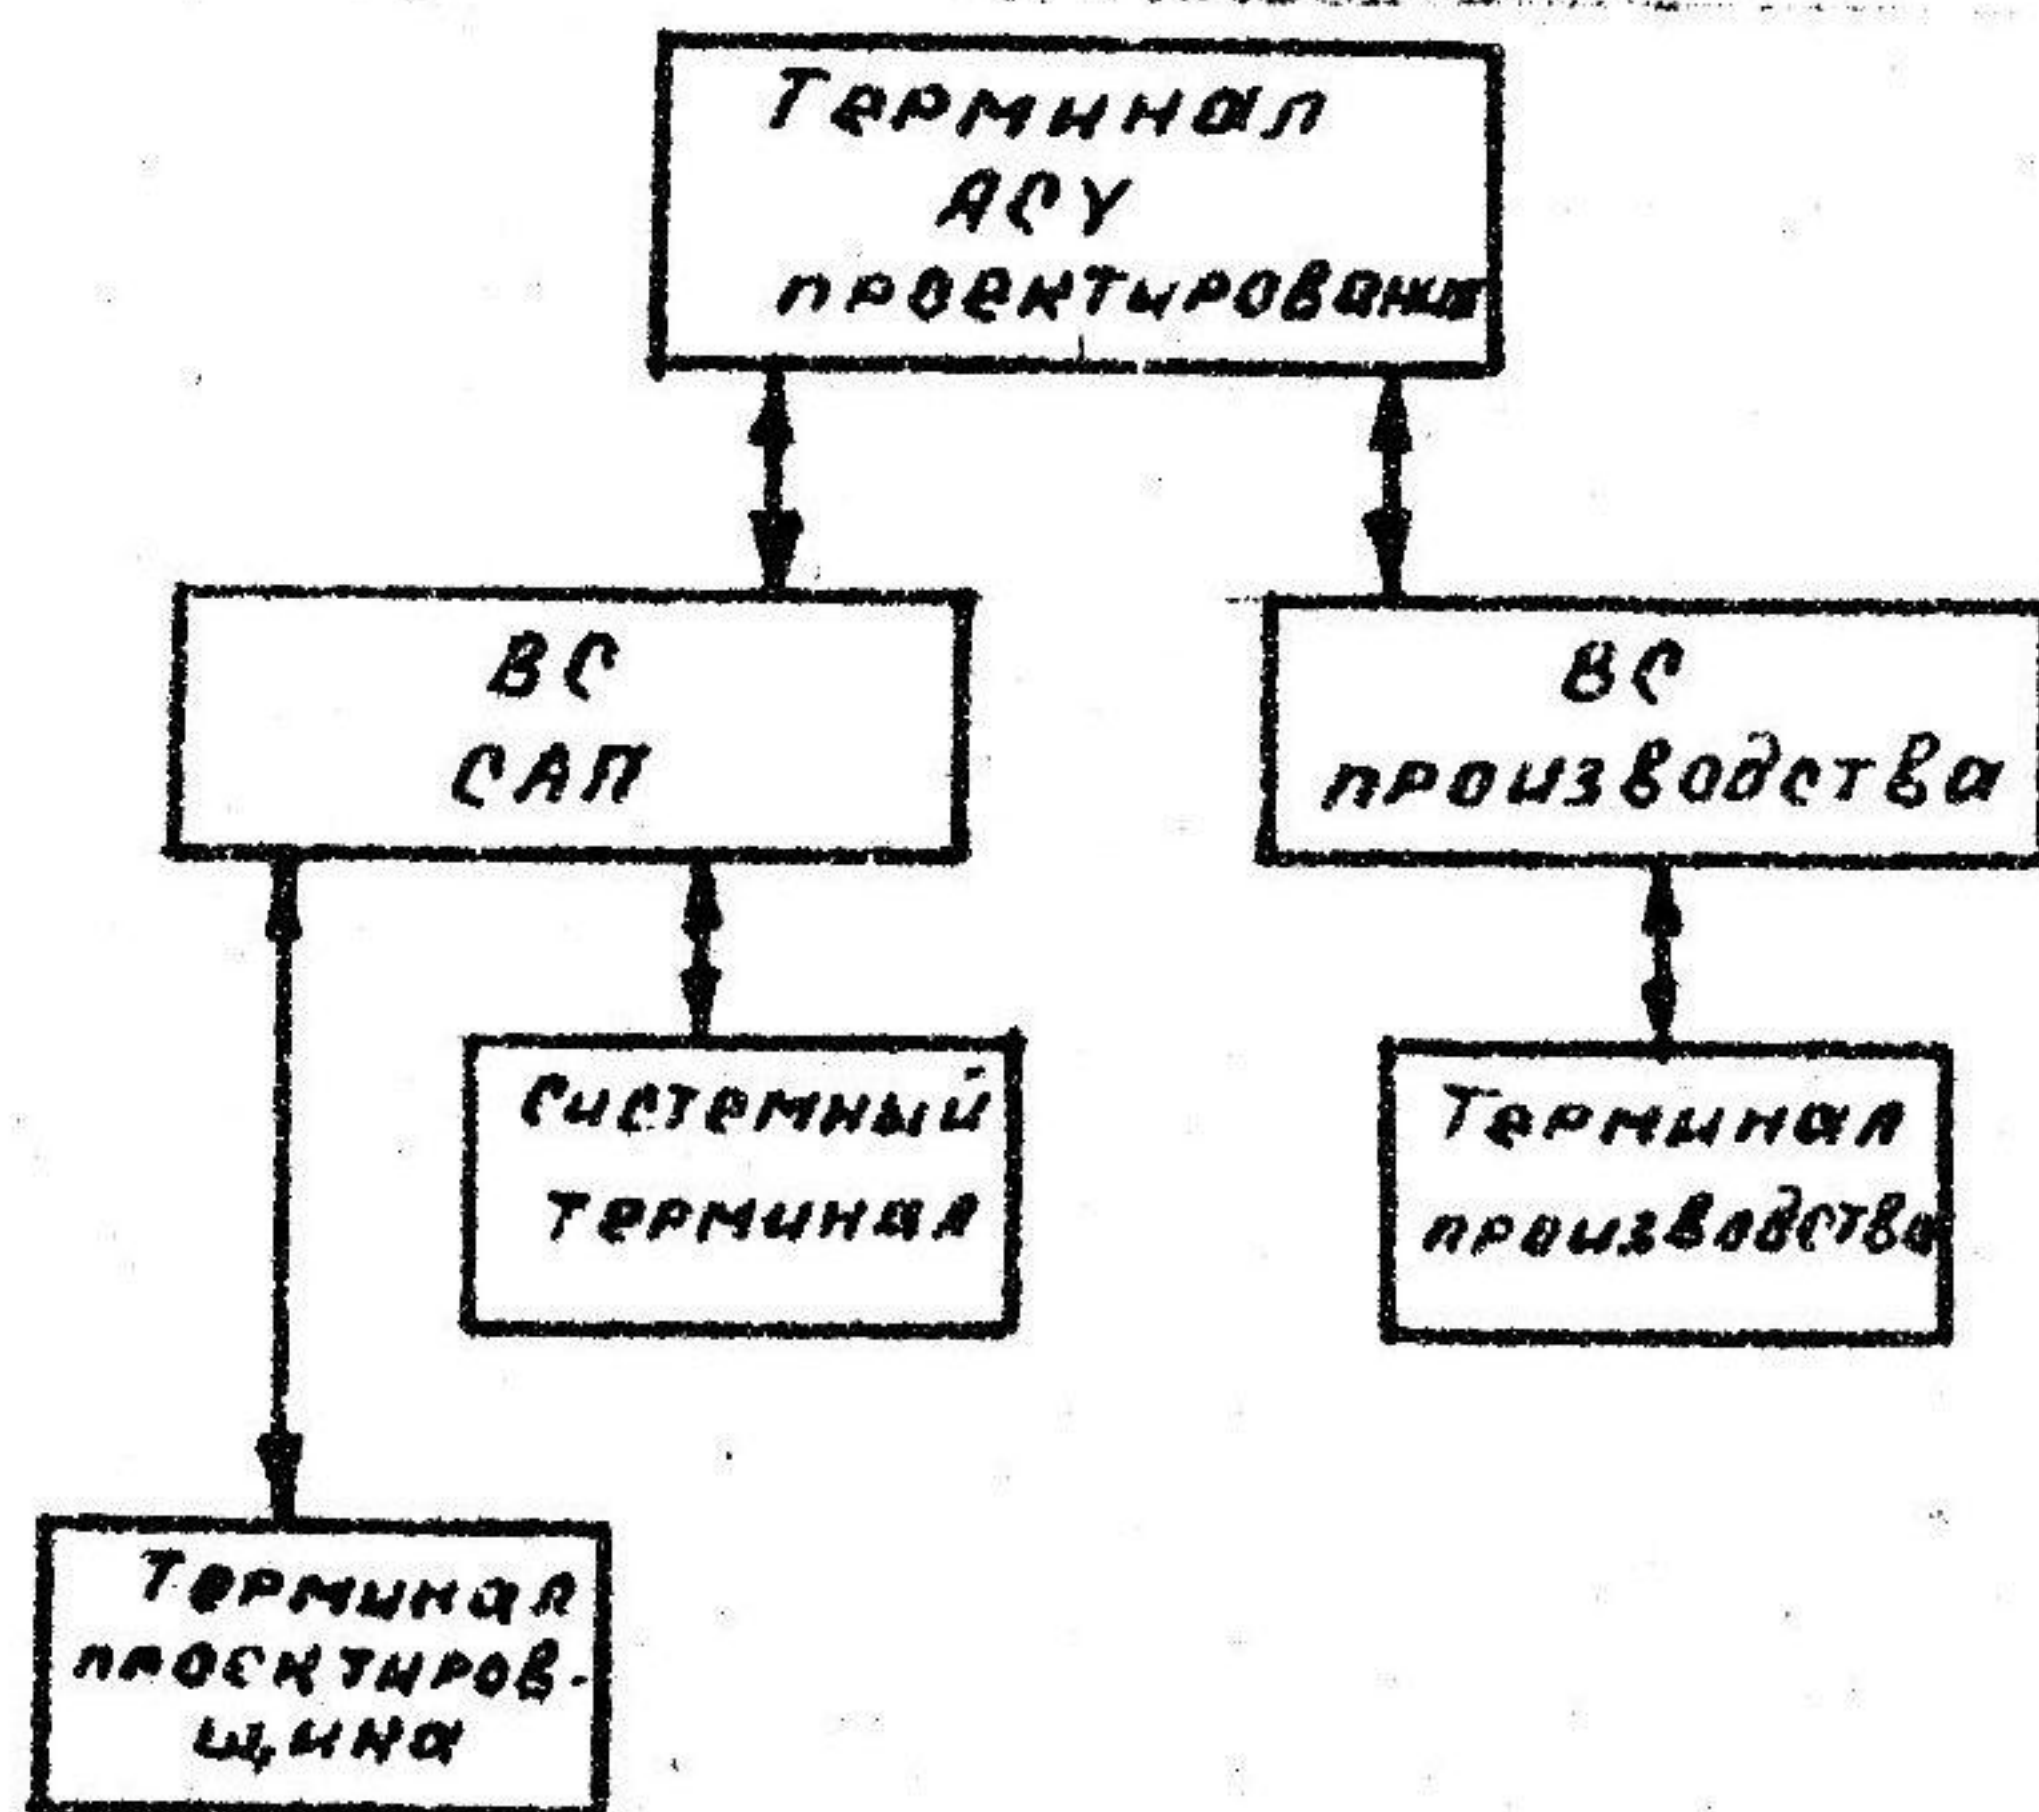 Терминал
АСУ
проектирования
ВС
САП
ВС
производства
Системный
терминал
Терминал
производства
Терминал
проектиров-
щика